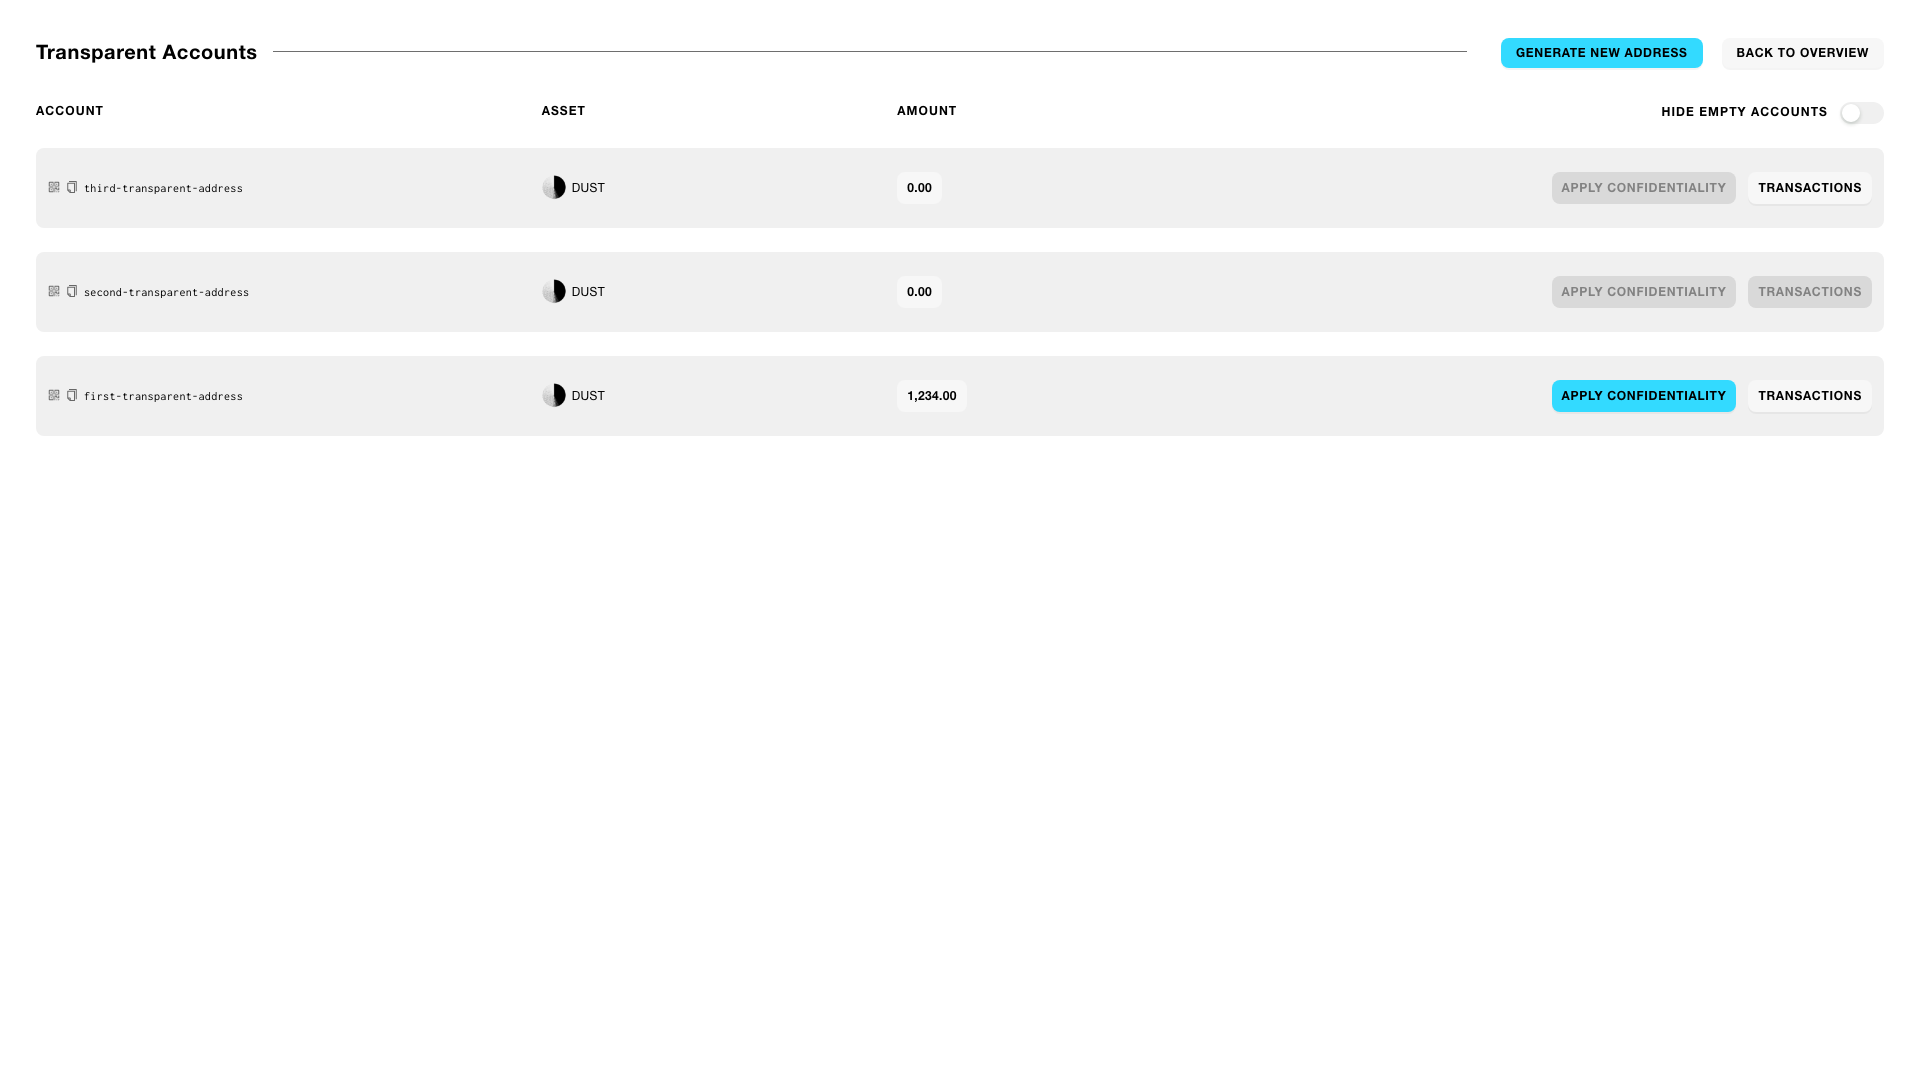 Transparent Accounts GENERATE NEW ADDRESS BACK TO OVERVIEW
ACCOUNT ASSET AMOUNT HIDE EMPTY ACCOUNTS
third-transparent-address DUST 0.00 APPLY CONFIDENTIALITY TRANSACTIONS
second-transparent-address DUST 0.00 APPLY CONFIDENTIALITY TRANSACTIONS
first-transparent-address DUST 1,234.00 APPLY CONFIDENTIALITY TRANSACTIONS